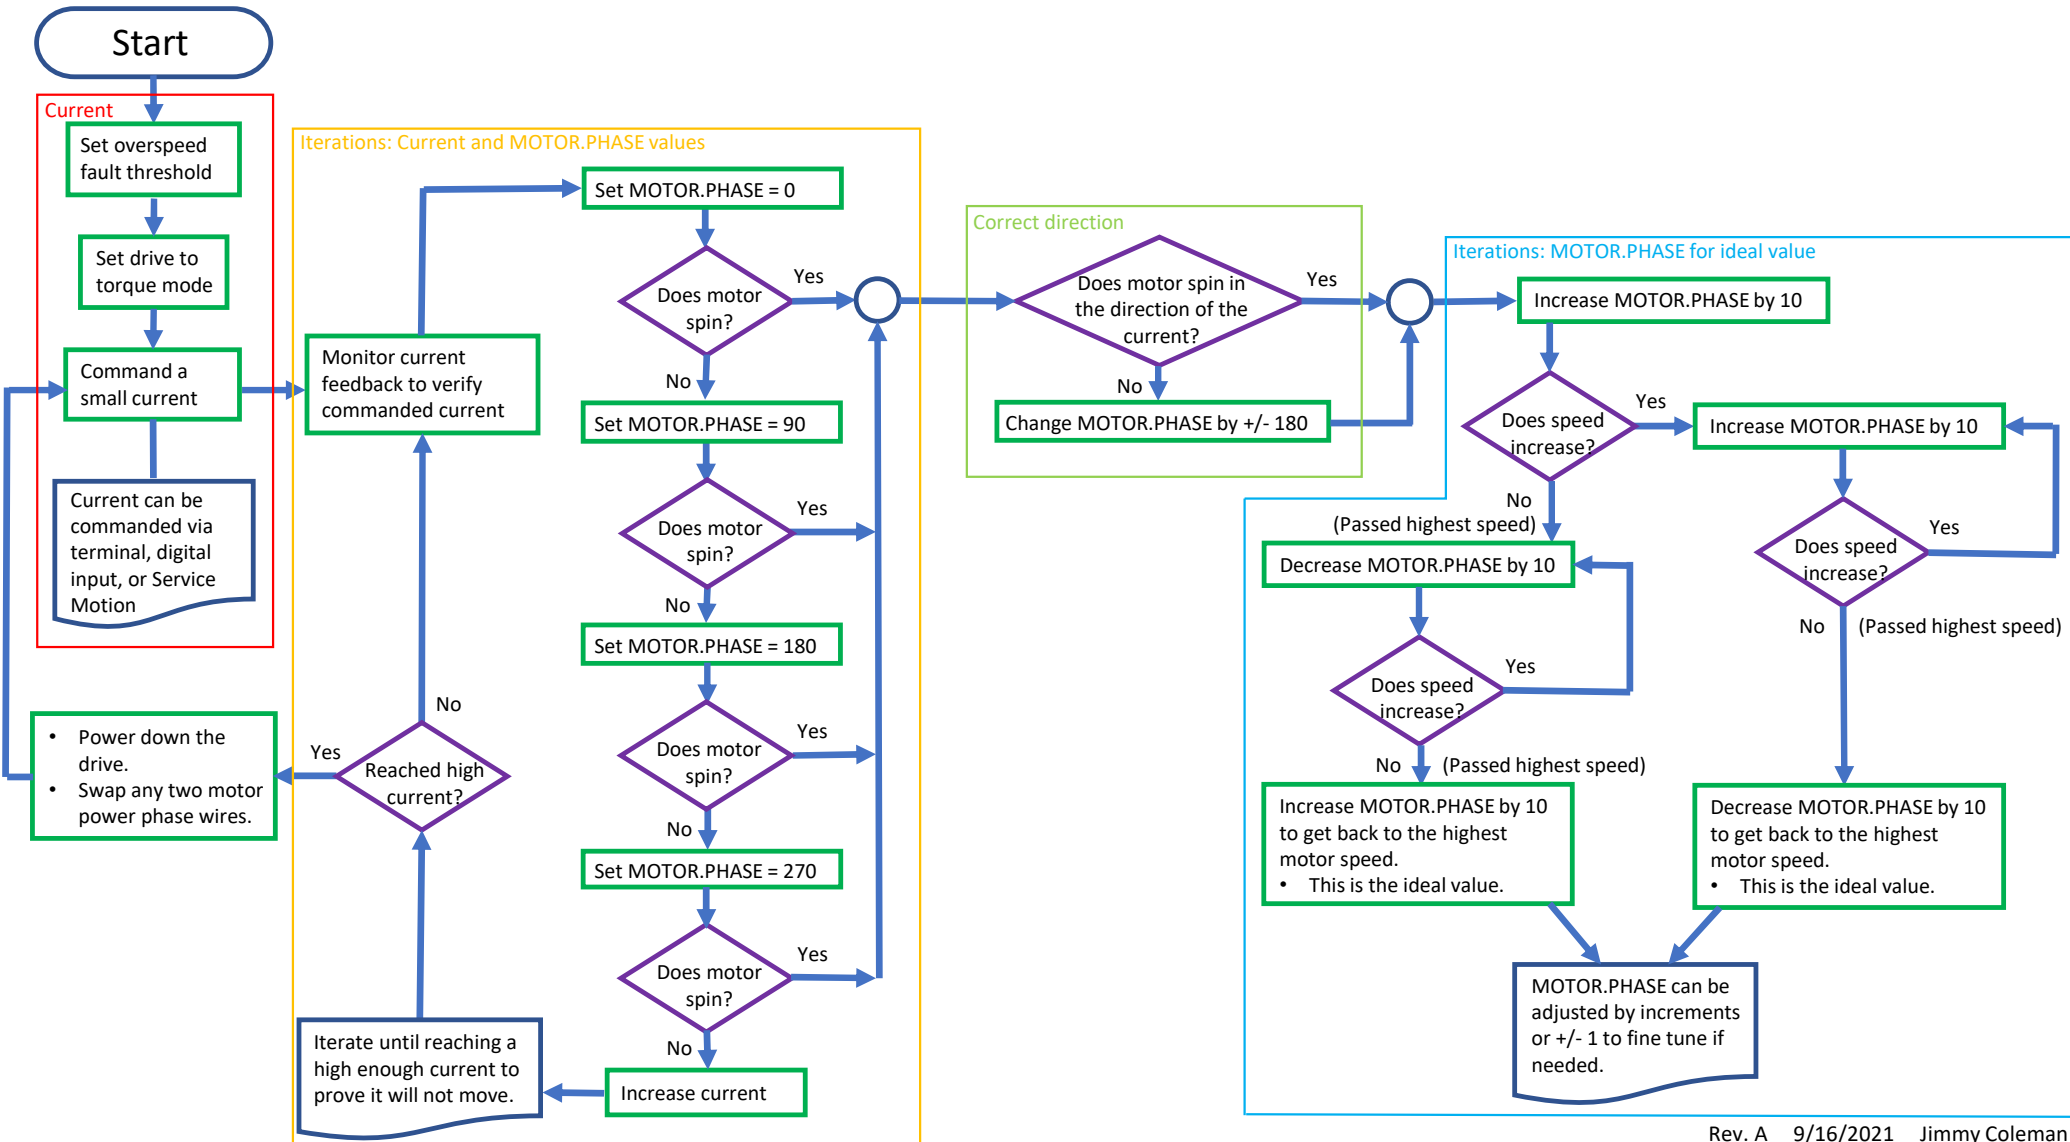 Start
Current
Set overspeed
fault threshold
Set drive to
torque mode
Command a
small current
Current can be
commanded via
terminal, digital
input, or Service
Motion
• Power down the
drive.
• Swap any two motor
power phase wires.
Iterations: Current and MOTOR.PHASE values
Monitor current
feedback to verify
commanded current
No
Yes
Reached high
current?
Iterate until reaching a
high enough current to
prove it will not move.
Set MOTOR.PHASE = 0
Does motor
spin?
Yes
No
Set MOTOR.PHASE = 90
Does motor
spin?
Yes
No
Set MOTOR.PHASE = 180
Does motor
spin?
Yes
No
Set MOTOR.PHASE = 270
Does motor
spin?
Yes
No
Increase current
Correct direction
Does motor spin in
the direction of the
current?
Yes
No
Change MOTOR.PHASE by +/- 180
Iterations: MOTOR.PHASE for ideal value
Increase MOTOR.PHASE by 10
Does speed
increase?
Yes
No
(Passed highest speed)
Decrease MOTOR.PHASE by 10
Does speed
increase?
Yes
No (Passed highest speed)
Increase MOTOR.PHASE by 10
to get back to the highest
motor speed.
• This is the ideal value.
Increase MOTOR.PHASE by 10
Does speed
increase?
Yes
No (Passed highest speed)
Decrease MOTOR.PHASE by 10
to get back to the highest
motor speed.
• This is the ideal value.
MOTOR.PHASE can be
adjusted by increments
or +/- 1 to fine tune if
needed.
Rev. A 9/16/2021 Jimmy Coleman